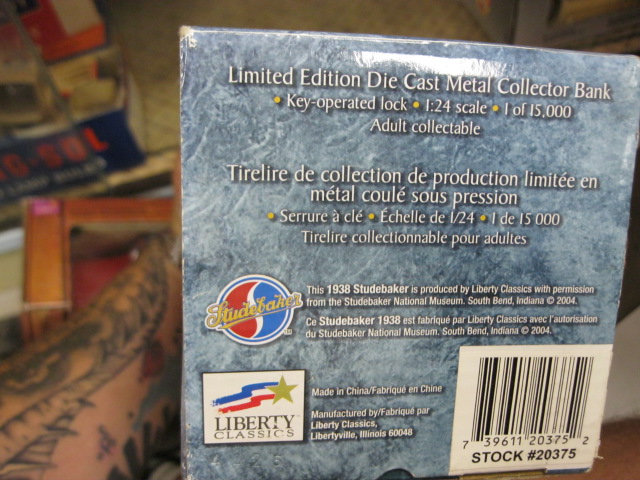 Limited Edition Die Cast Metal Collector Bank
• Key-operated lock • 1:24 scale • 1 of 15,000
Adult collectable
Tirelire de collection de production limitée en
métal coulé sous pression
• Serrure à clé • Échelle de 1/24 • 1 de 15 000
Tirelire collectionnable pour adultes
Studebaker
This 1938 Studebaker is produced by Liberty Classics with permission
from the Studebaker National Museum. South Bend, Indiana © 2004.
Ce Studebaker 1938 est fabriqué par Liberty Classics avec l'autorisation
du Studebaker National Museum. South Bend, Indiana © 2004.
LIBERTY
CLASSICS
Made in China/Fabriqué en Chine
Manufactured by/Fabriqué par
Liberty Classics,
Libertyville, Illinois 60048
7 39611 20375 2
STOCK #20375